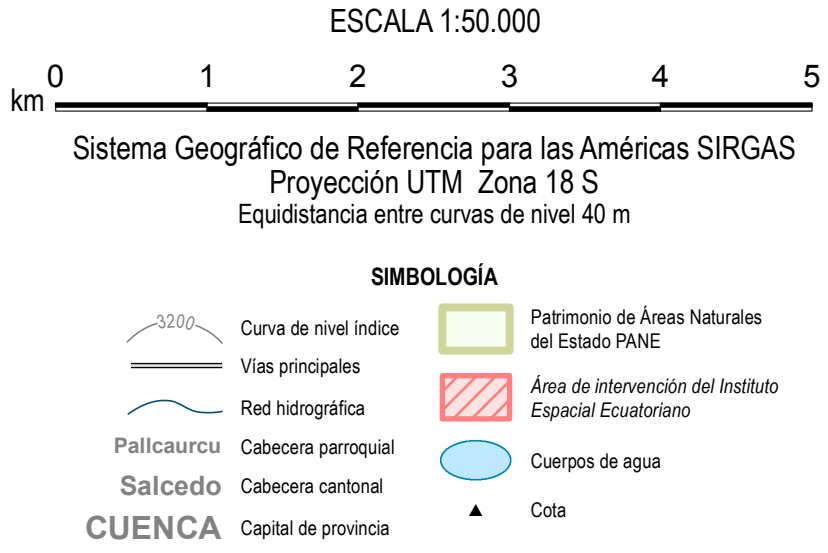 ESCALA 1:50.000
0 1 2 3 4 5
km
Sistema Geográfico de Referencia para las Américas SIRGAS
Proyección UTM Zona 18 S
Equidistancia entre curvas de nivel 40 m
SIMBOLOGÍA
3200
Curva de nivel índice
Vías principales
Red hidrográfica
Pallcaurcu Cabecera parroquial
Salcedo Cabecera cantonal
CUENCA Capital de provincia
Patrimonio de Áreas Naturales
del Estado PANE
Área de intervención del Instituto
Espacial Ecuatoriano
Cuerpos de agua
Cota